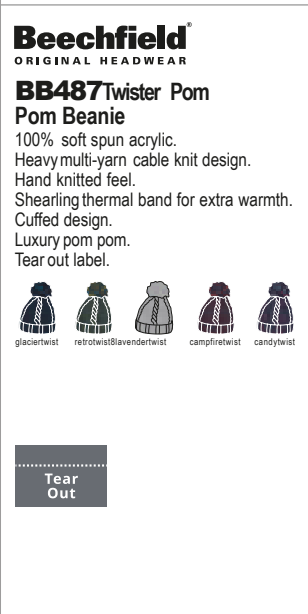 Beechfield®
ORIGINAL HEADWEAR
BB487Twister Pom
Pom Beanie
100% soft spun acrylic.
Heavy multi-yarn cable knit design.
Hand knitted feel.
Shearling thermal band for extra warmth.
Cuffed design.
Luxury pom pom.
Tear out label.
glaciertwist retrotwist8lavendertwist campfiretwist candytwist
Tear
Out